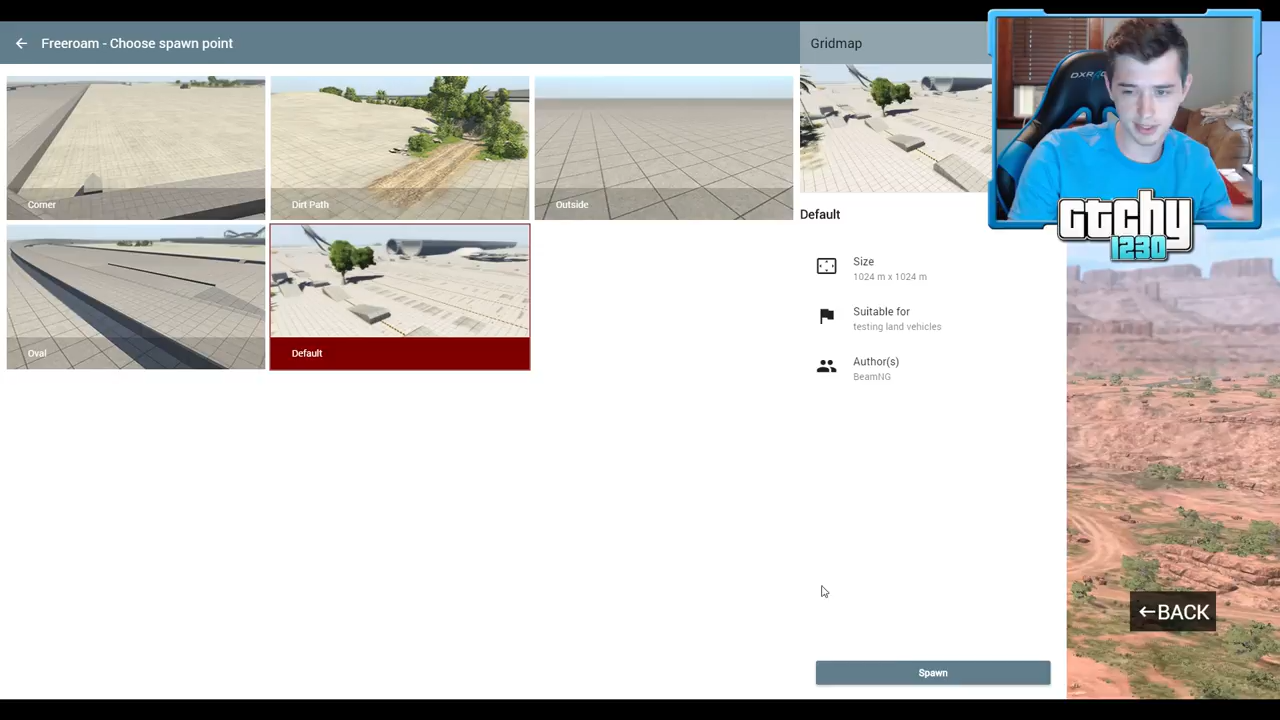 Freeroam - Choose spawn point
Gridmap
DXRAC
Corner
Dirt Path
Outside
Default
GTCHY
1230
Size
1024 m x 1024 m
Suitable for
testing land vehicles
Oval
Default
Author(s)
BeamNG
←BACK
Spawn